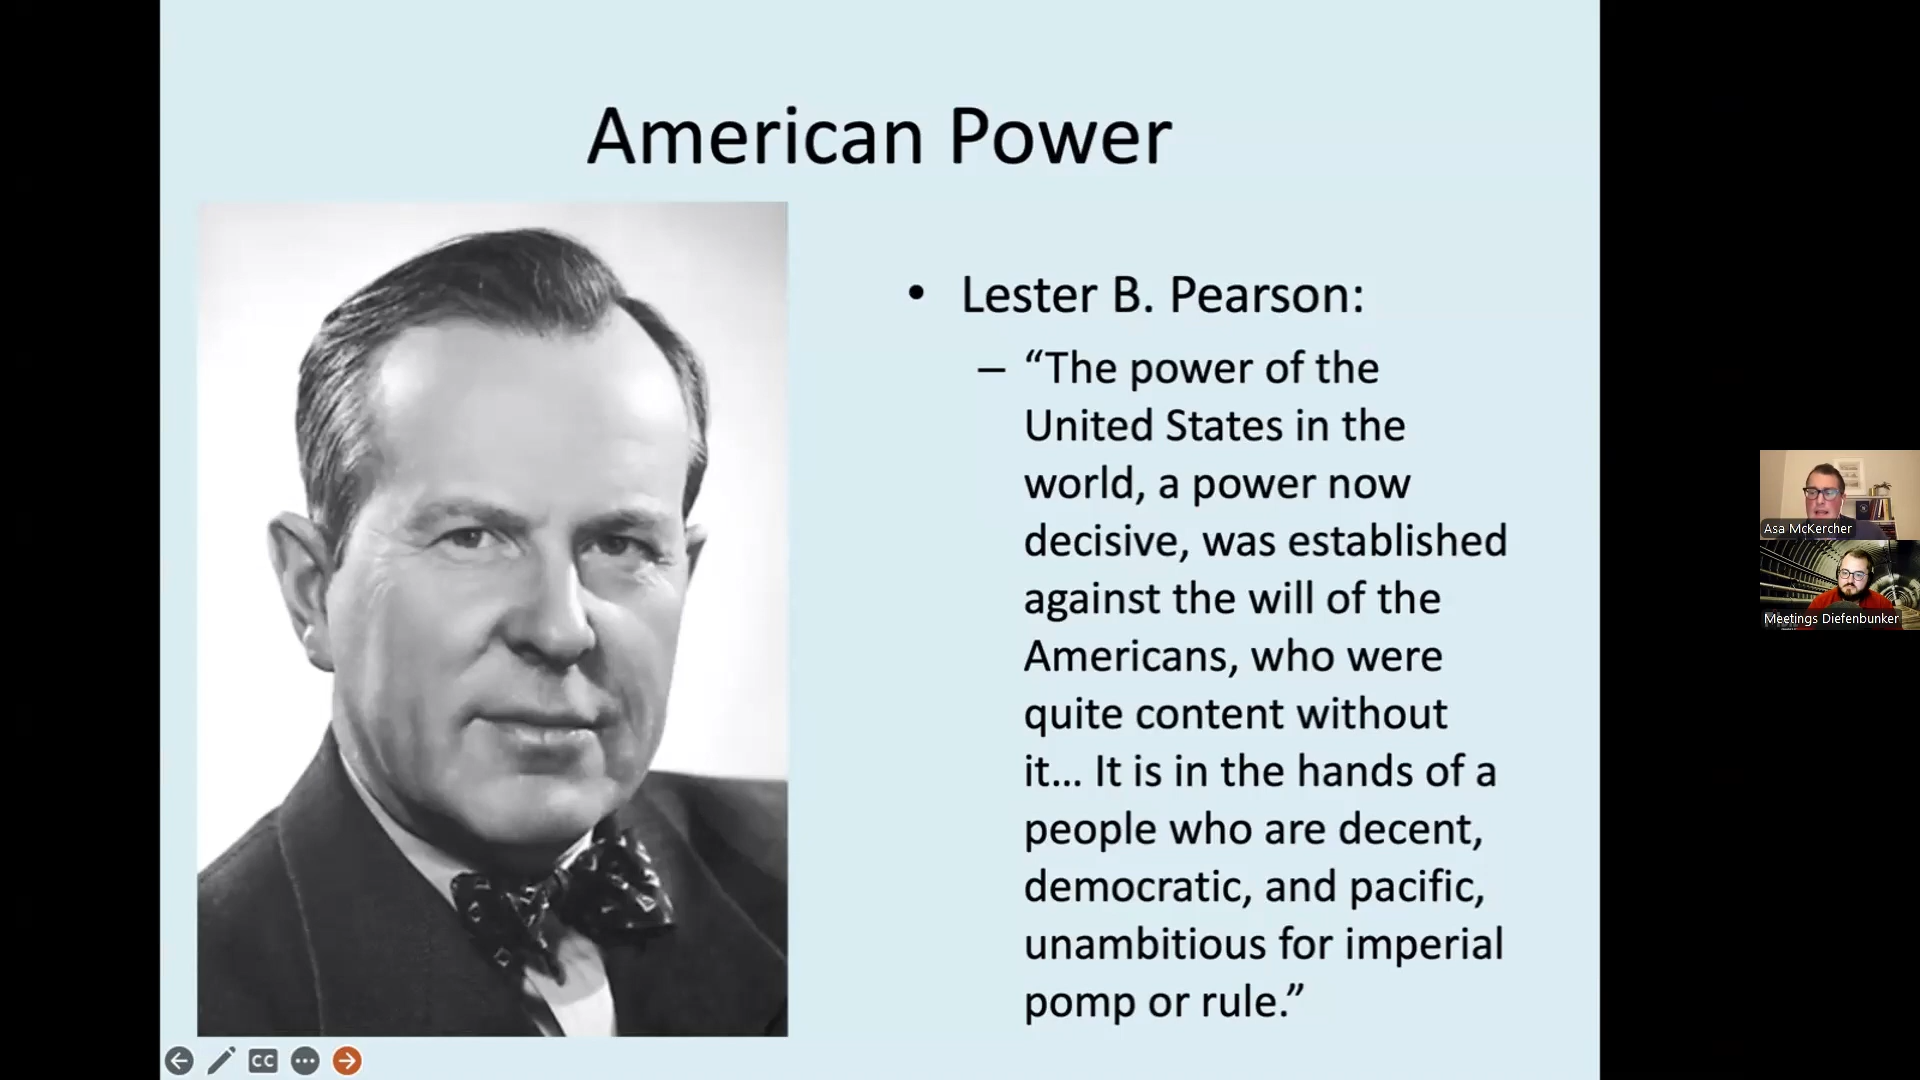 American Power
• Lester B. Pearson:
– “The power of the
United States in the
world, a power now
decisive, was established
against the will of the
Americans, who were
quite content without
it... It is in the hands of a
people who are decent,
democratic, and pacific,
unambitious for imperial
pomp or rule.”
Asa McKercher
Meetings Diefenbunker
CC